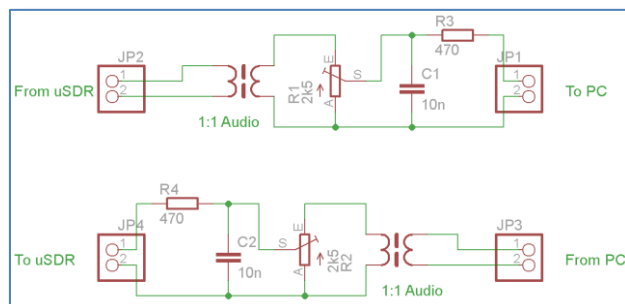 JP2
1
2
From uSDR
1:1 Audio
E
S
A
R1
2k5
C1
10n
R3
470
JP1
1
2
To PC
JP4
1
2
To uSDR
R4
470
C2
10n
E
S
A
2k5
R2
1:1 Audio
JP3
1
2
From PC